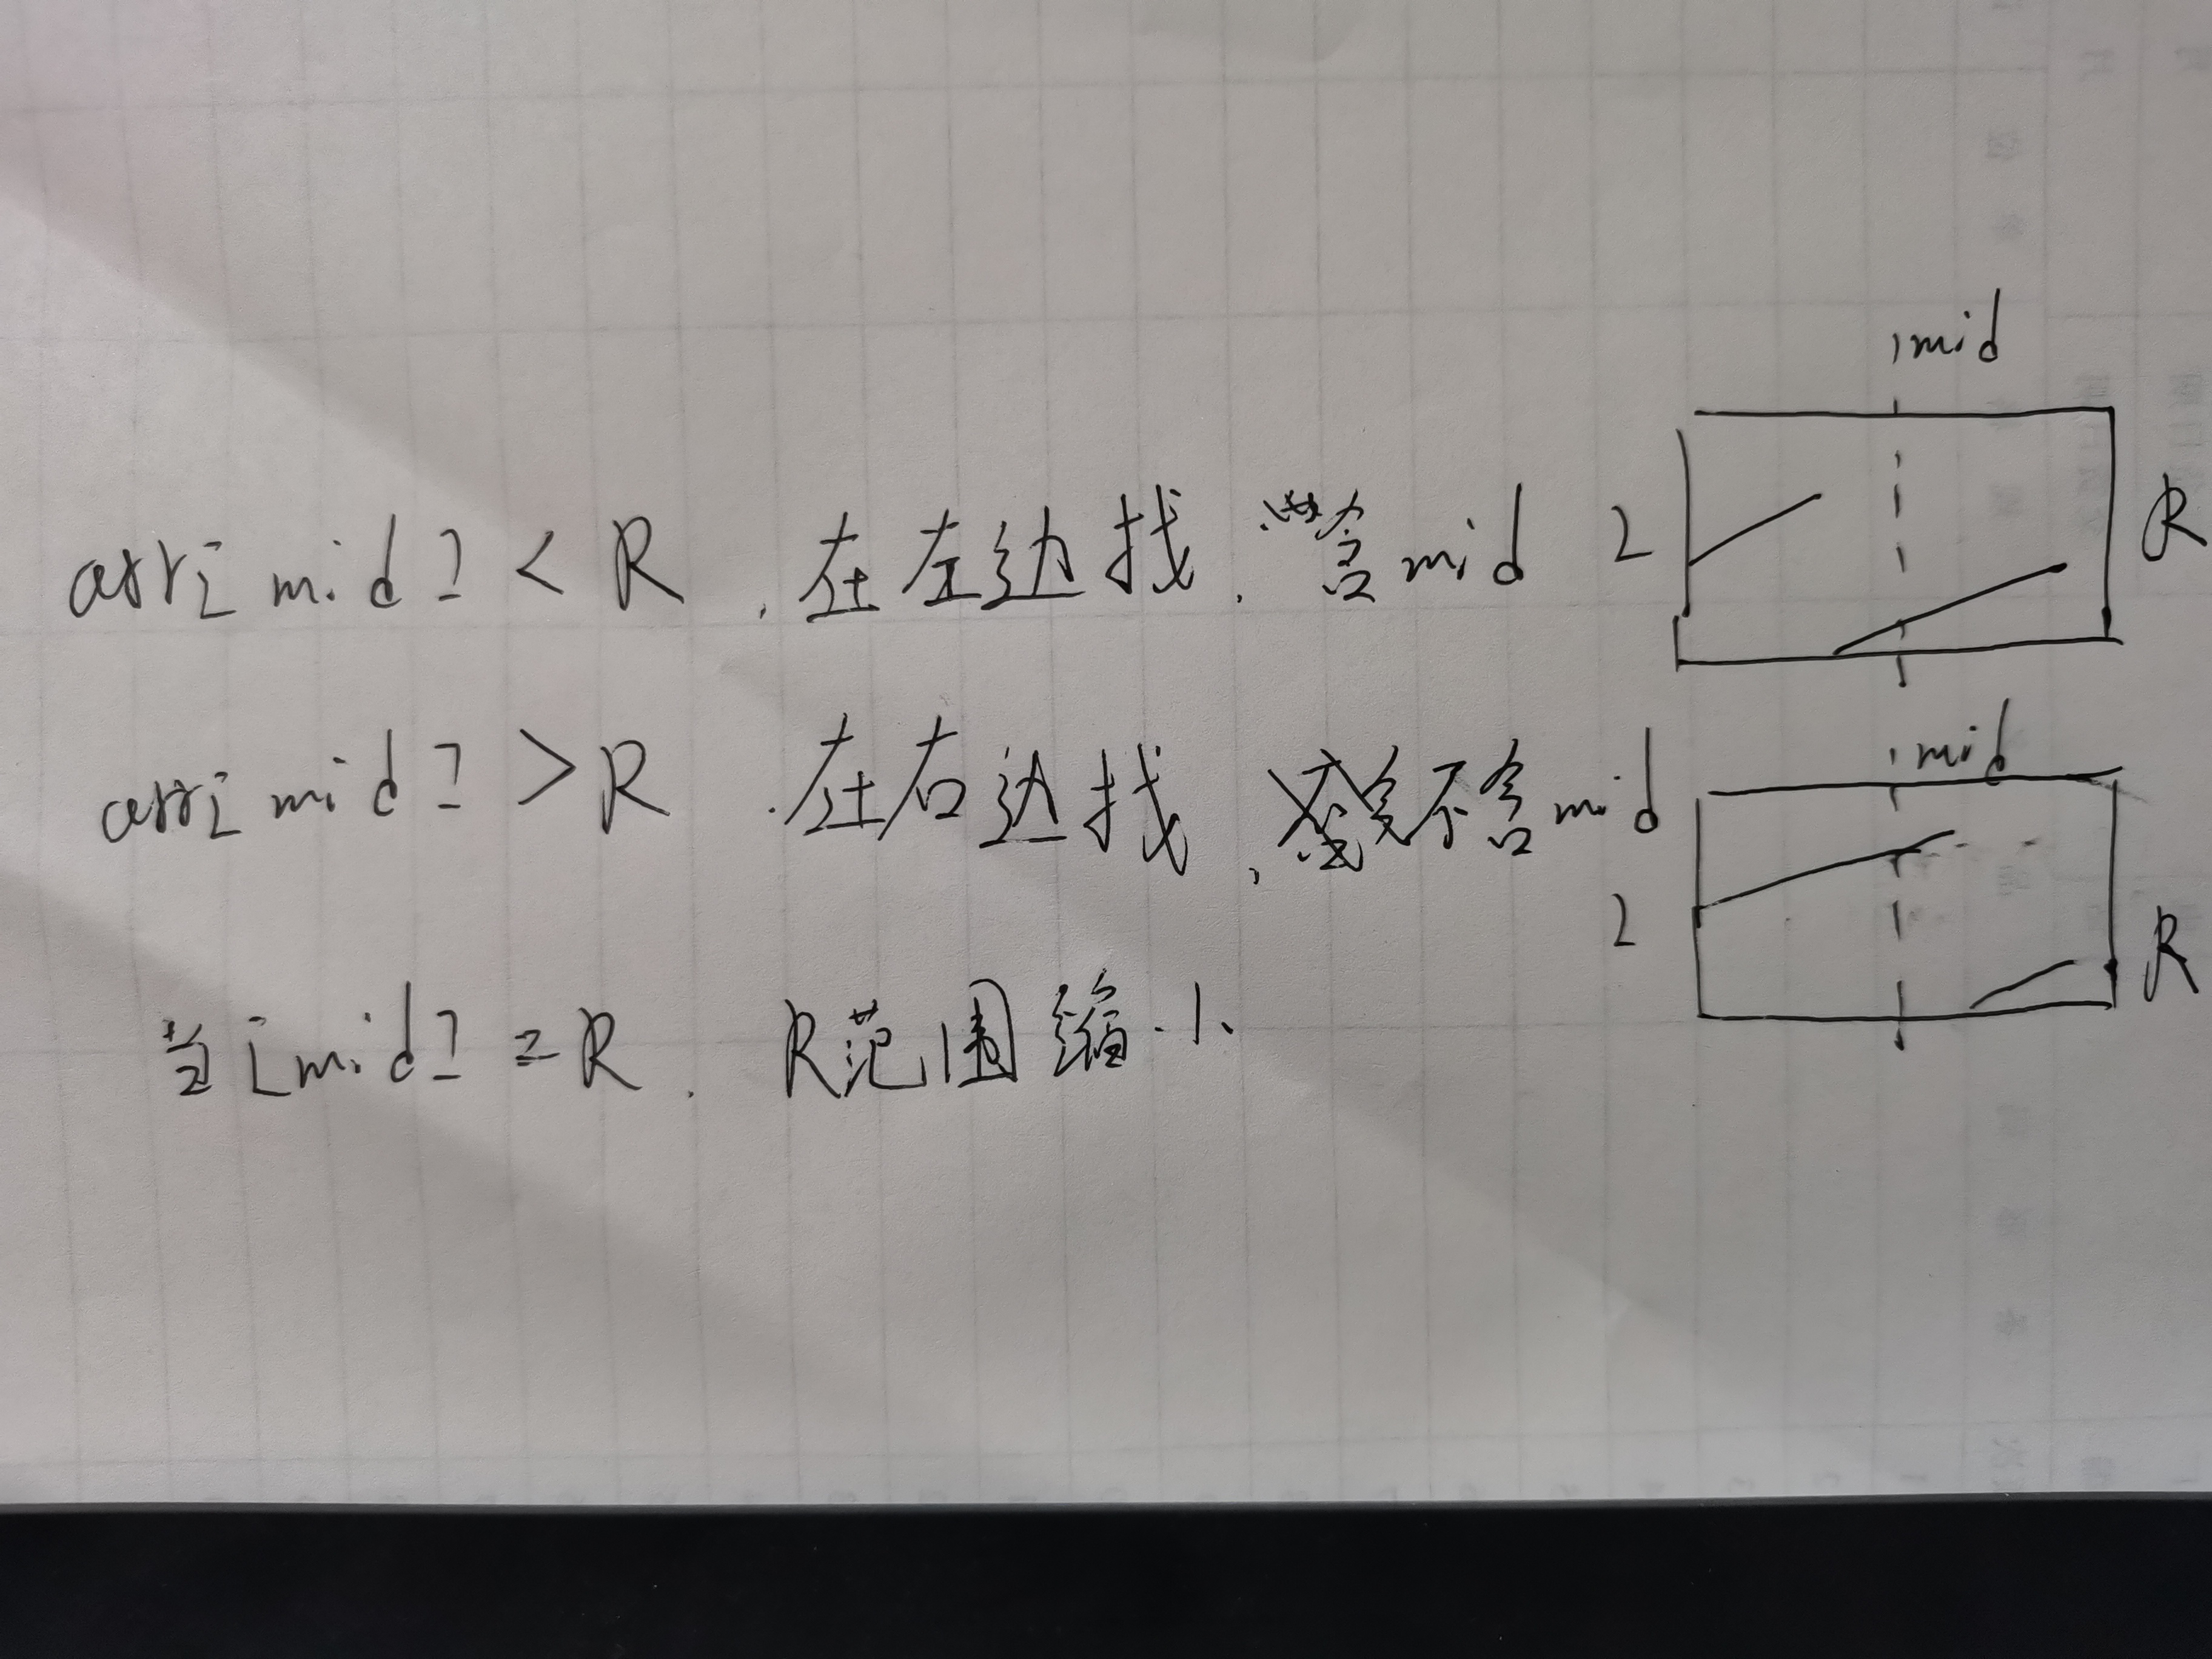 mid
arr[mid] < R, 在左边找, 含mid L R
mid
arr[mid] > R, 在右边找, 不含mid
L R
当[mid] = R, R范围缩小